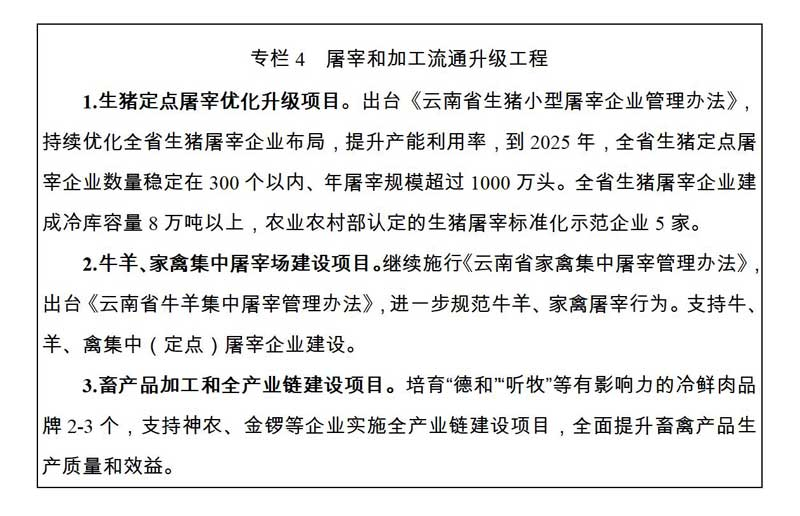 专栏 4 屠宰和加工流通升级工程
1.生猪定点屠宰优化升级项目。出台《云南省生猪小型屠宰企业管理办法》，
持续优化全省生猪屠宰企业布局，提升产能利用率，到 2025 年，全省生猪定点屠
宰企业数量稳定在 300 个以内、年屠宰规模超过 1000 万头。全省生猪屠宰企业建
成冷库容量 8 万吨以上，农业农村部认定的生猪屠宰标准化示范企业 5 家。
2.牛羊、家禽集中屠宰场建设项目。继续施行《云南省家禽集中屠宰管理办法》，
出台《云南省牛羊集中屠宰管理办法》，进一步规范牛羊、家禽屠宰行为。支持牛、
羊、禽集中（定点）屠宰企业建设。
3.畜产品加工和全产业链建设项目。培育“德和”“听牧”等有影响力的冷鲜肉品
牌 2-3 个，支持神农、金锣等企业实施全产业链建设项目，全面提升畜禽产品生
产质量和效益。